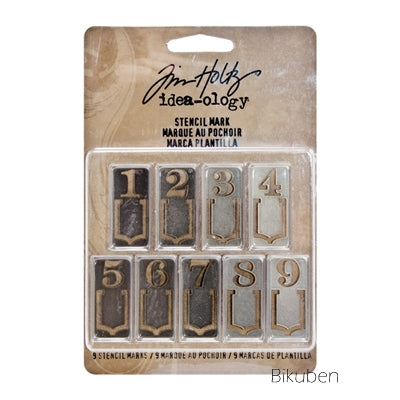 Tim Holtz
idea-ology
STENCIL MARK
MARQUE AU POCHOIR
MARCA PLANTILLA
1 2 3 4
5 6 7 8 9
9 STENCIL MARKS / 9 MARQUE AU POCHOIR / 9 MARCAS DE PLANTILLA
Bikuben